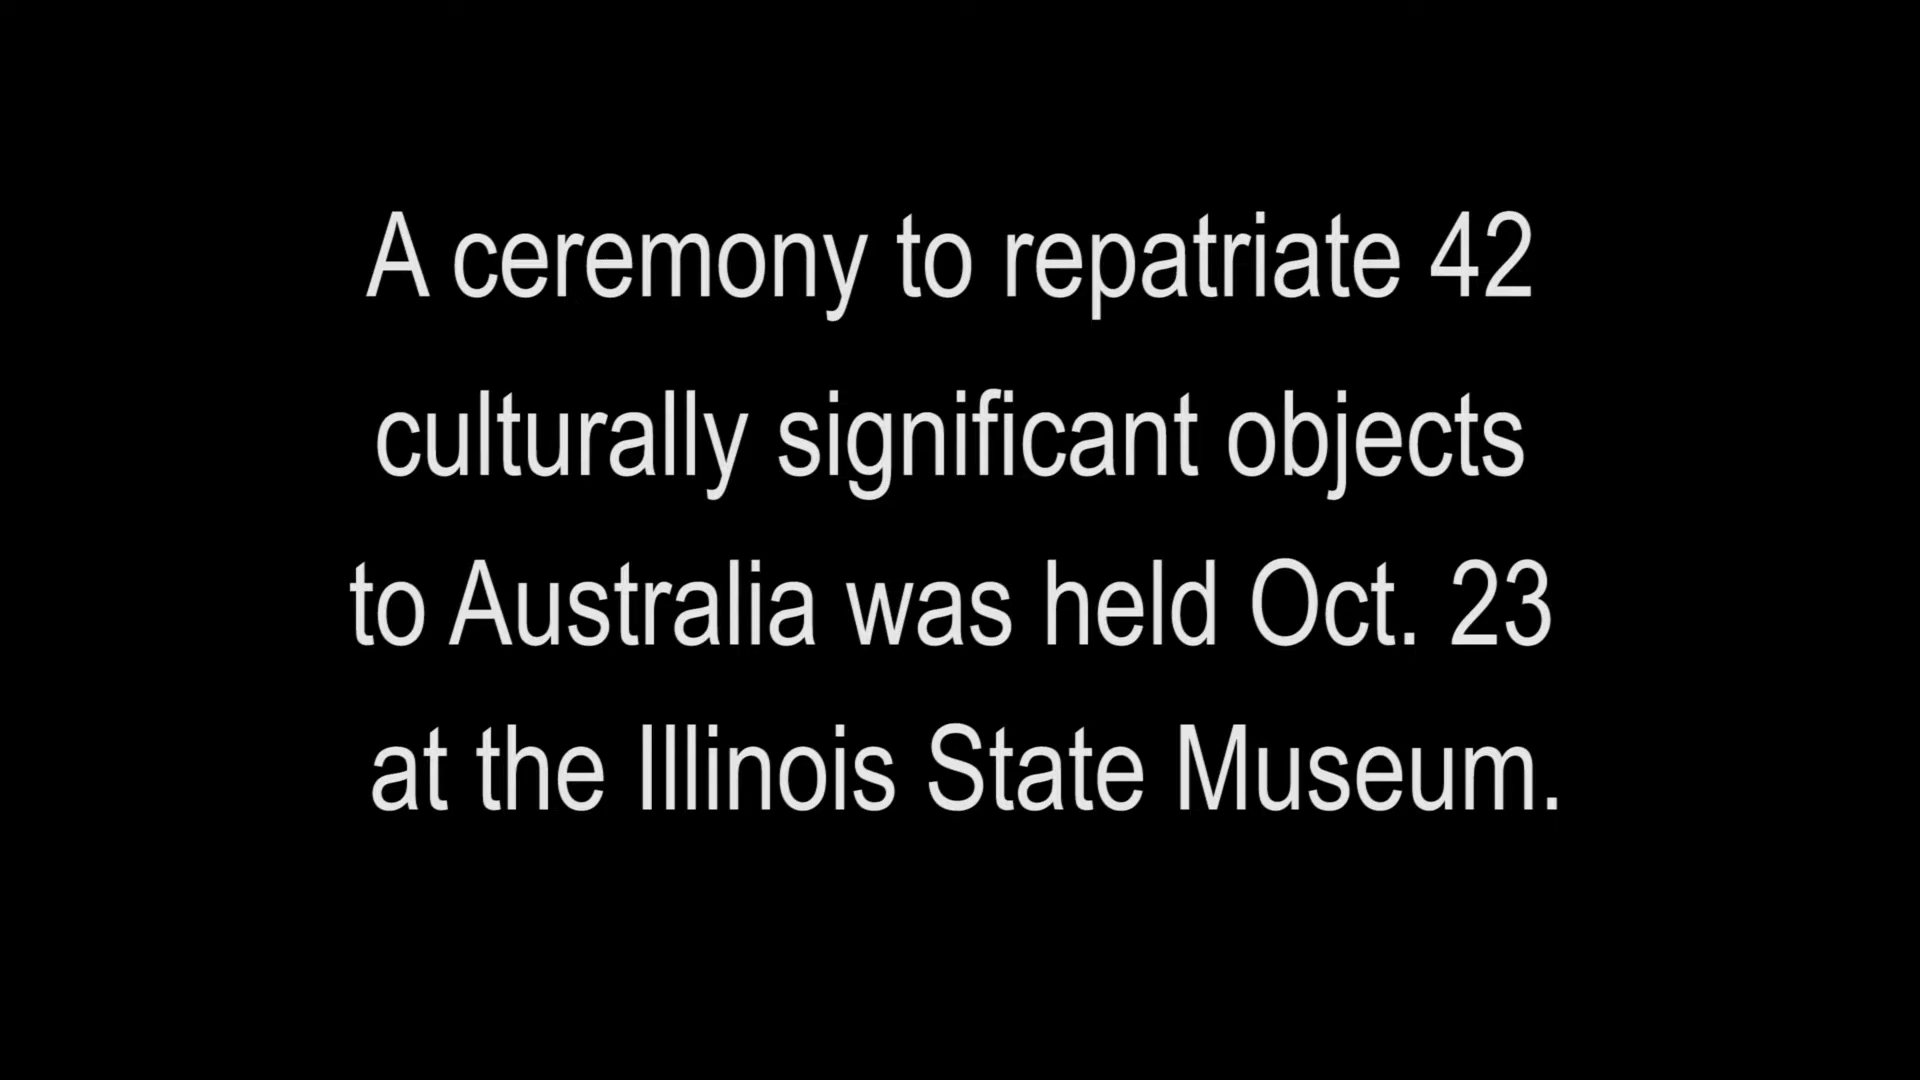 A ceremony to repatriate 42
culturally significant objects
to Australia was held Oct. 23
at the Illinois State Museum.